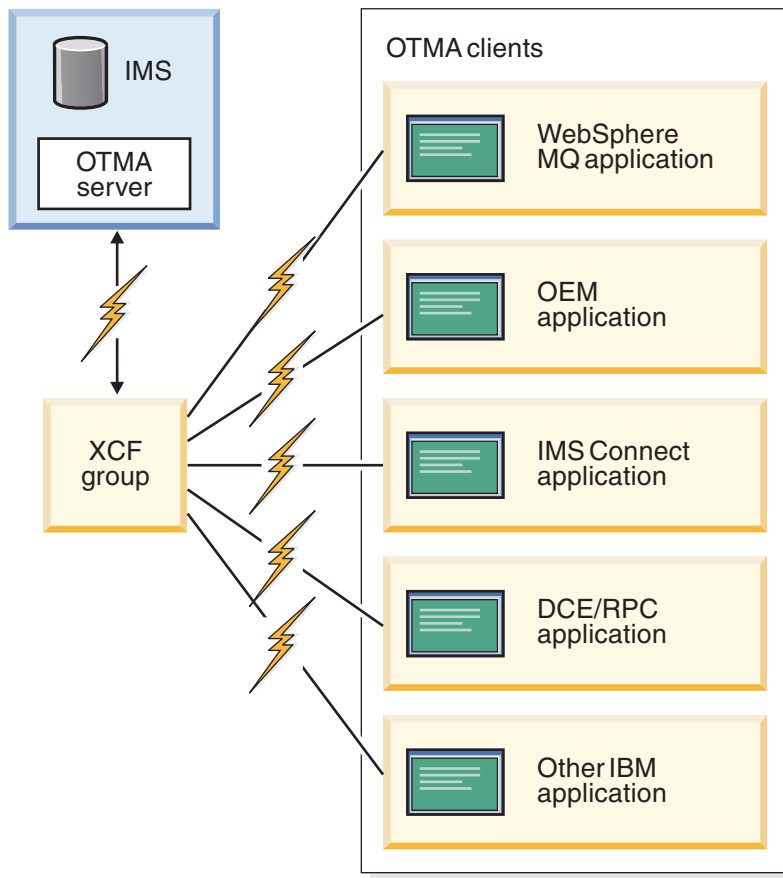 IMS
OTMA
server
XCF
group
OTMA clients
WebSphere
MQ application
OEM
application
IMS Connect
application
DCE/RPC
application
Other IBM
application